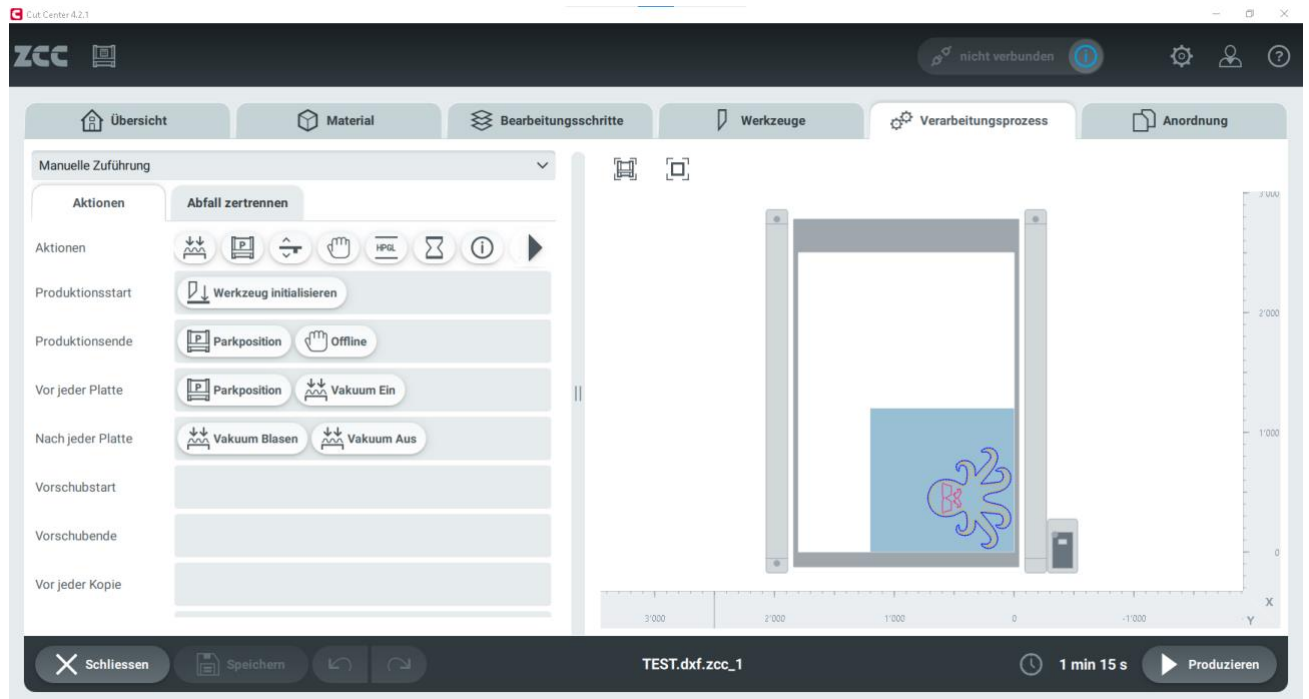 Cut Center 4.2.1
ZCC
nicht verbunden
Übersicht
Material
Bearbeitungsschritte
Werkzeuge
Verarbeitungsprozess
Anordnung
Manuelle Zuführung
Aktionen
Abfall zertrennen
Aktionen
P
HPGL
Produktionsstart
Werkzeug initialisieren
Produktionsende
P Parkposition
Offline
Vor jeder Platte
P Parkposition
Vakuum Ein
Nach jeder Platte
Vakuum Blasen
Vakuum Aus
Vorschubstart
Vorschubende
Vor jeder Kopie
3'000
2'000
1'000
0
X
3'000
2'000
1'000
0
-1'000
Y
Schliessen
Speichern
TEST.dxf.zcc_1
1 min 15 s
Produzieren